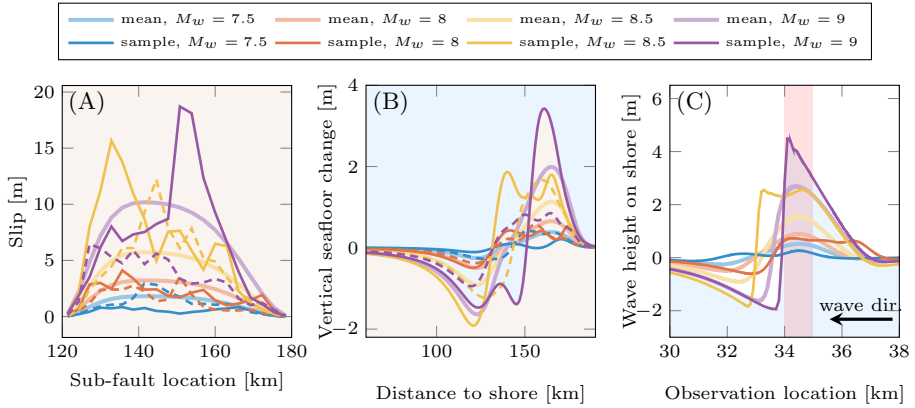 mean, M_w = 7.5 mean, M_w = 8 mean, M_w = 8.5 mean, M_w = 9
sample, M_w = 7.5 sample, M_w = 8 sample, M_w = 8.5 sample, M_w = 9
(A)
Slip [m]
20
15
10
5
0
120 140 160 180
Sub-fault location [km]
(B)
Vertical seafloor change [m]
4
2
0
−2
100 150
Distance to shore [km]
(C)
Wave height on shore [m]
6
4
2
0
−2
wave dir.
30 32 34 36 38
Observation location [km]